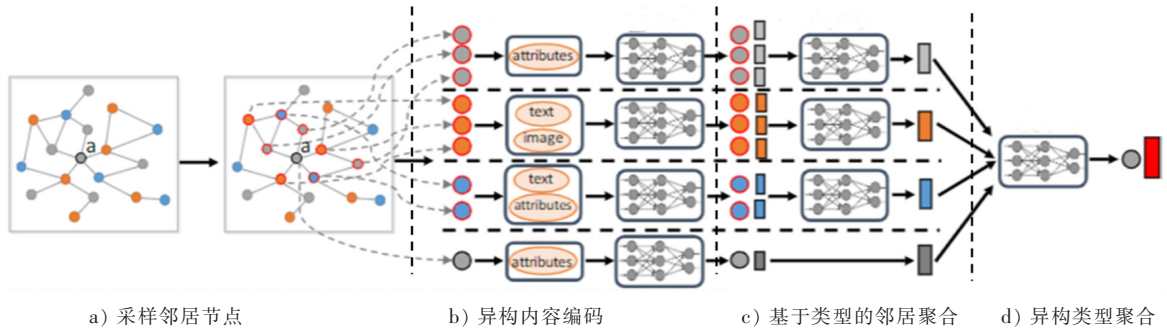 a
a
attributes
text
image
text
attributes
attributes
a) 采样邻居节点
b) 异构内容编码
c) 基于类型的邻居聚合
d) 异构类型聚合